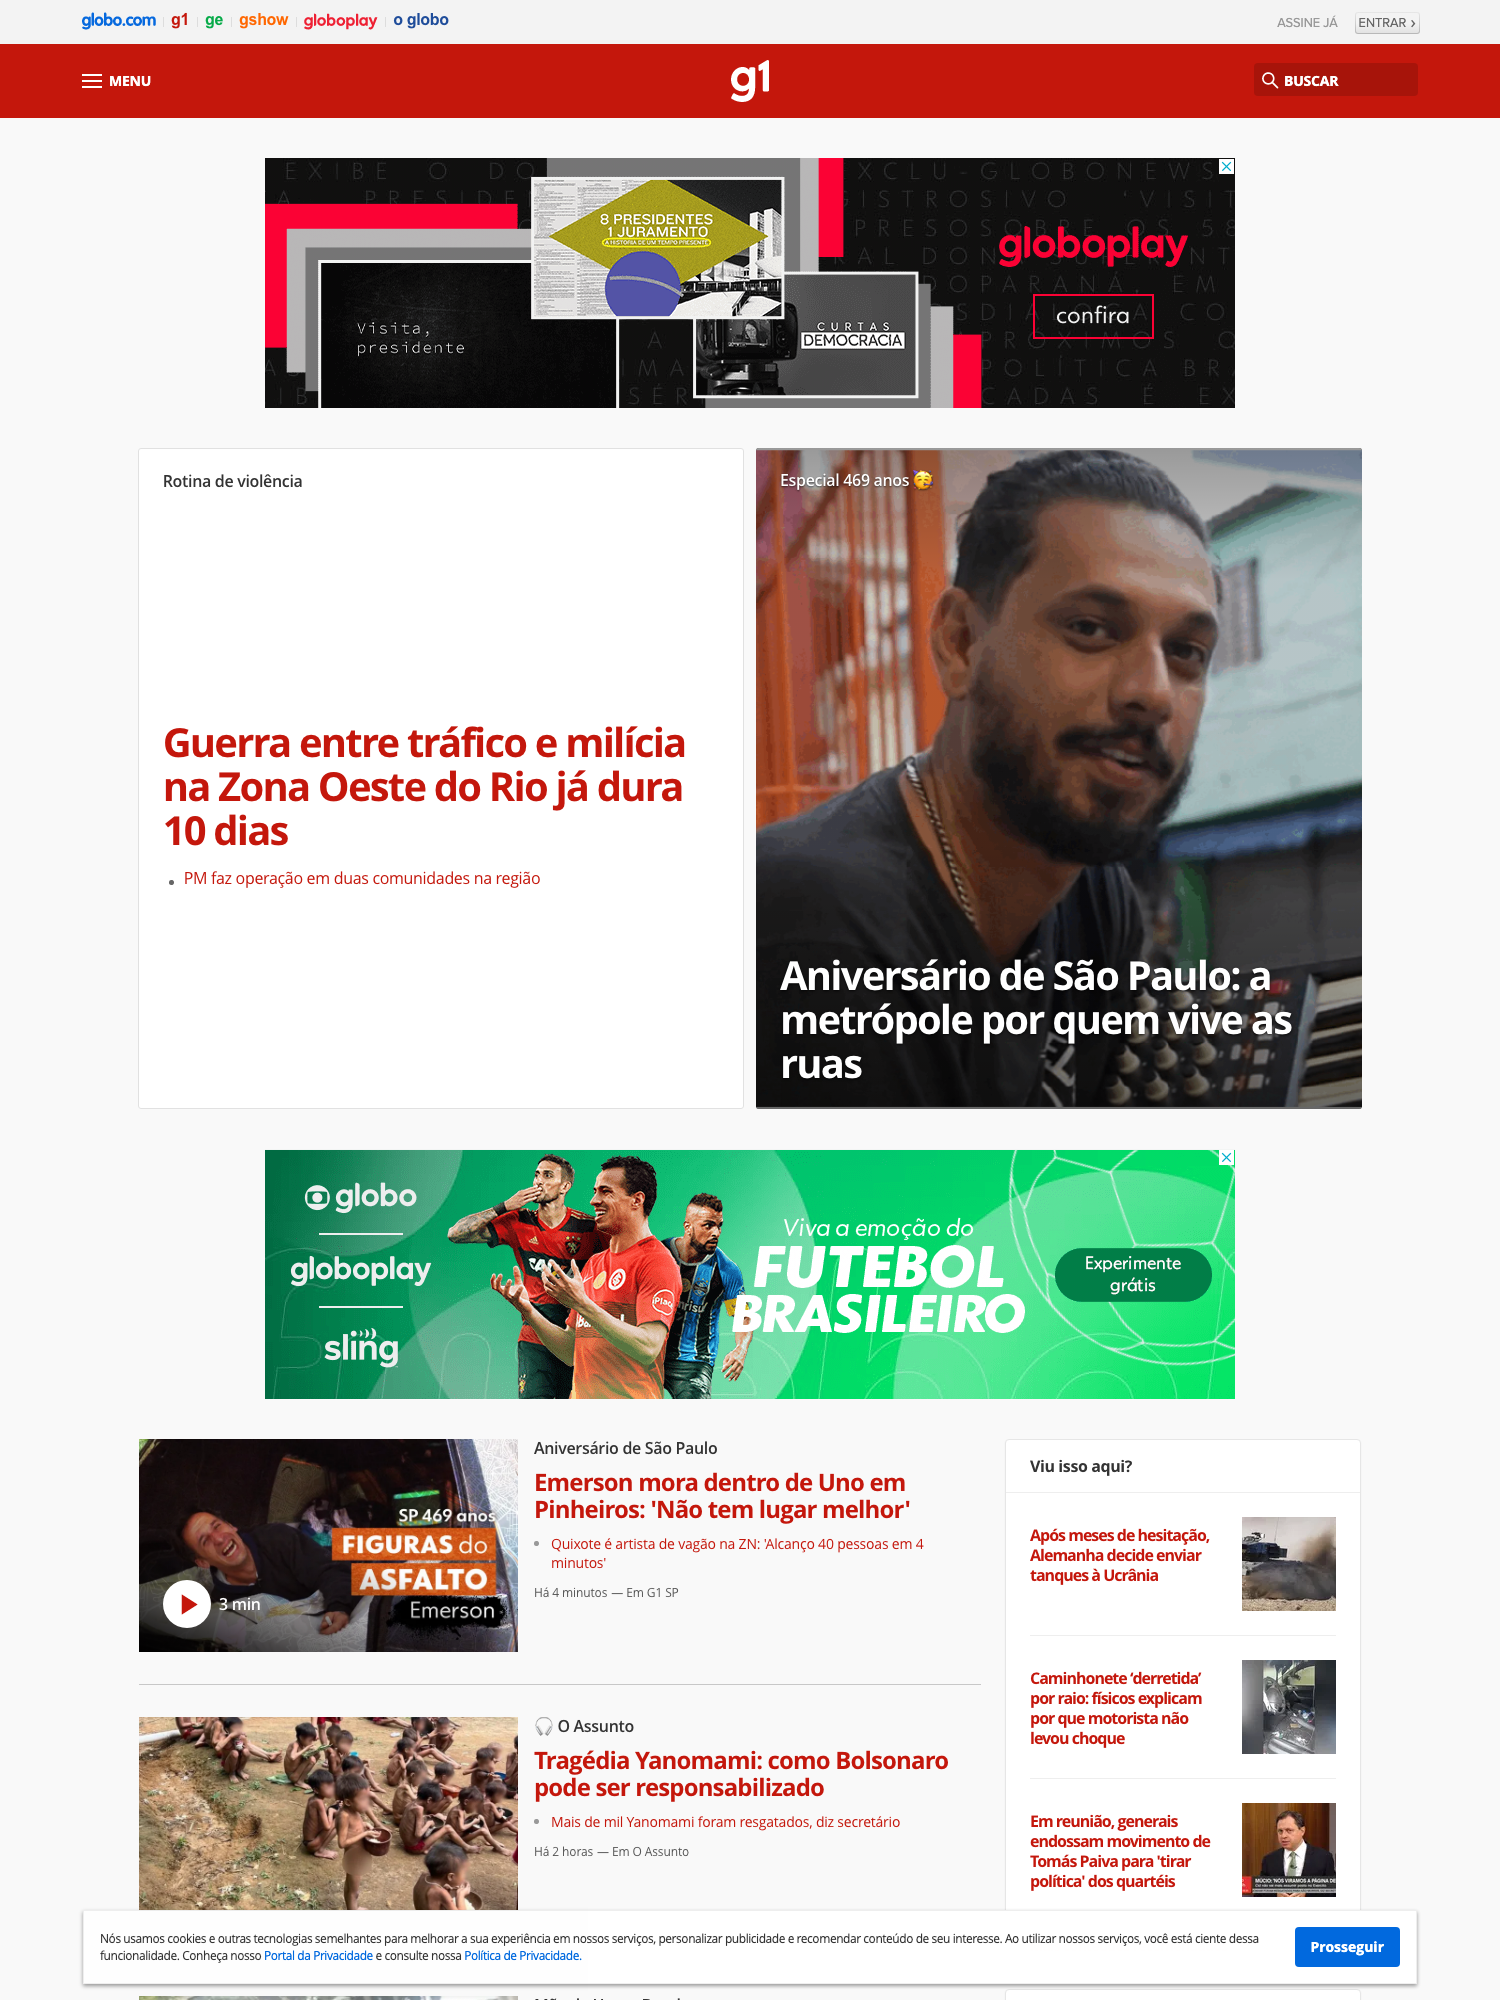 globo.com g1 ge gshow globoplay o globo
ASSINE JÁ ENTRAR ›
MENU
g1
BUSCAR
8 PRESIDENTES
1 JURAMENTO
A HISTÓRIA DE UM TEMPO PRESENTE
Visita,
presidente
CURTAS
DEMOCRACIA
globoplay
confira
Rotina de violência
Guerra entre tráfico e milícia
na Zona Oeste do Rio já dura
10 dias
PM faz operação em duas comunidades na região
Especial 469 anos 🥳
Aniversário de São Paulo: a
metrópole por quem vive as
ruas
globo
globoplay
sling
Viva a emoção do
FUTEBOL
BRASILEIRO
Experimente
grátis
SP 469 anos
FIGURAS do
ASFALTO
Emerson
3 min
Aniversário de São Paulo
Emerson mora dentro de Uno em
Pinheiros: 'Não tem lugar melhor'
Quixote é artista de vagão na ZN: 'Alcanço 40 pessoas em 4
minutos'
Há 4 minutos — Em G1 SP
🎧 O Assunto
Tragédia Yanomami: como Bolsonaro
pode ser responsabilizado
Mais de mil Yanomami foram resgatados, diz secretário
Há 2 horas — Em O Assunto
Viu isso aqui?
Após meses de hesitação,
Alemanha decide enviar
tanques à Ucrânia
Caminhonete ‘derretida’
por raio: físicos explicam
por que motorista não
levou choque
Em reunião, generais
endossam movimento de
Tomás Paiva para 'tirar
política' dos quartéis
MÚCIO: "NÓS VIRAMOS A PÁGINA DE
Nós usamos cookies e outras tecnologias semelhantes para melhorar a sua experiência em nossos serviços, personalizar publicidade e recomendar conteúdo de seu interesse. Ao utilizar nossos serviços, você está ciente dessa
funcionalidade. Conheça nosso Portal da Privacidade e consulte nossa Política de Privacidade.
Prosseguir